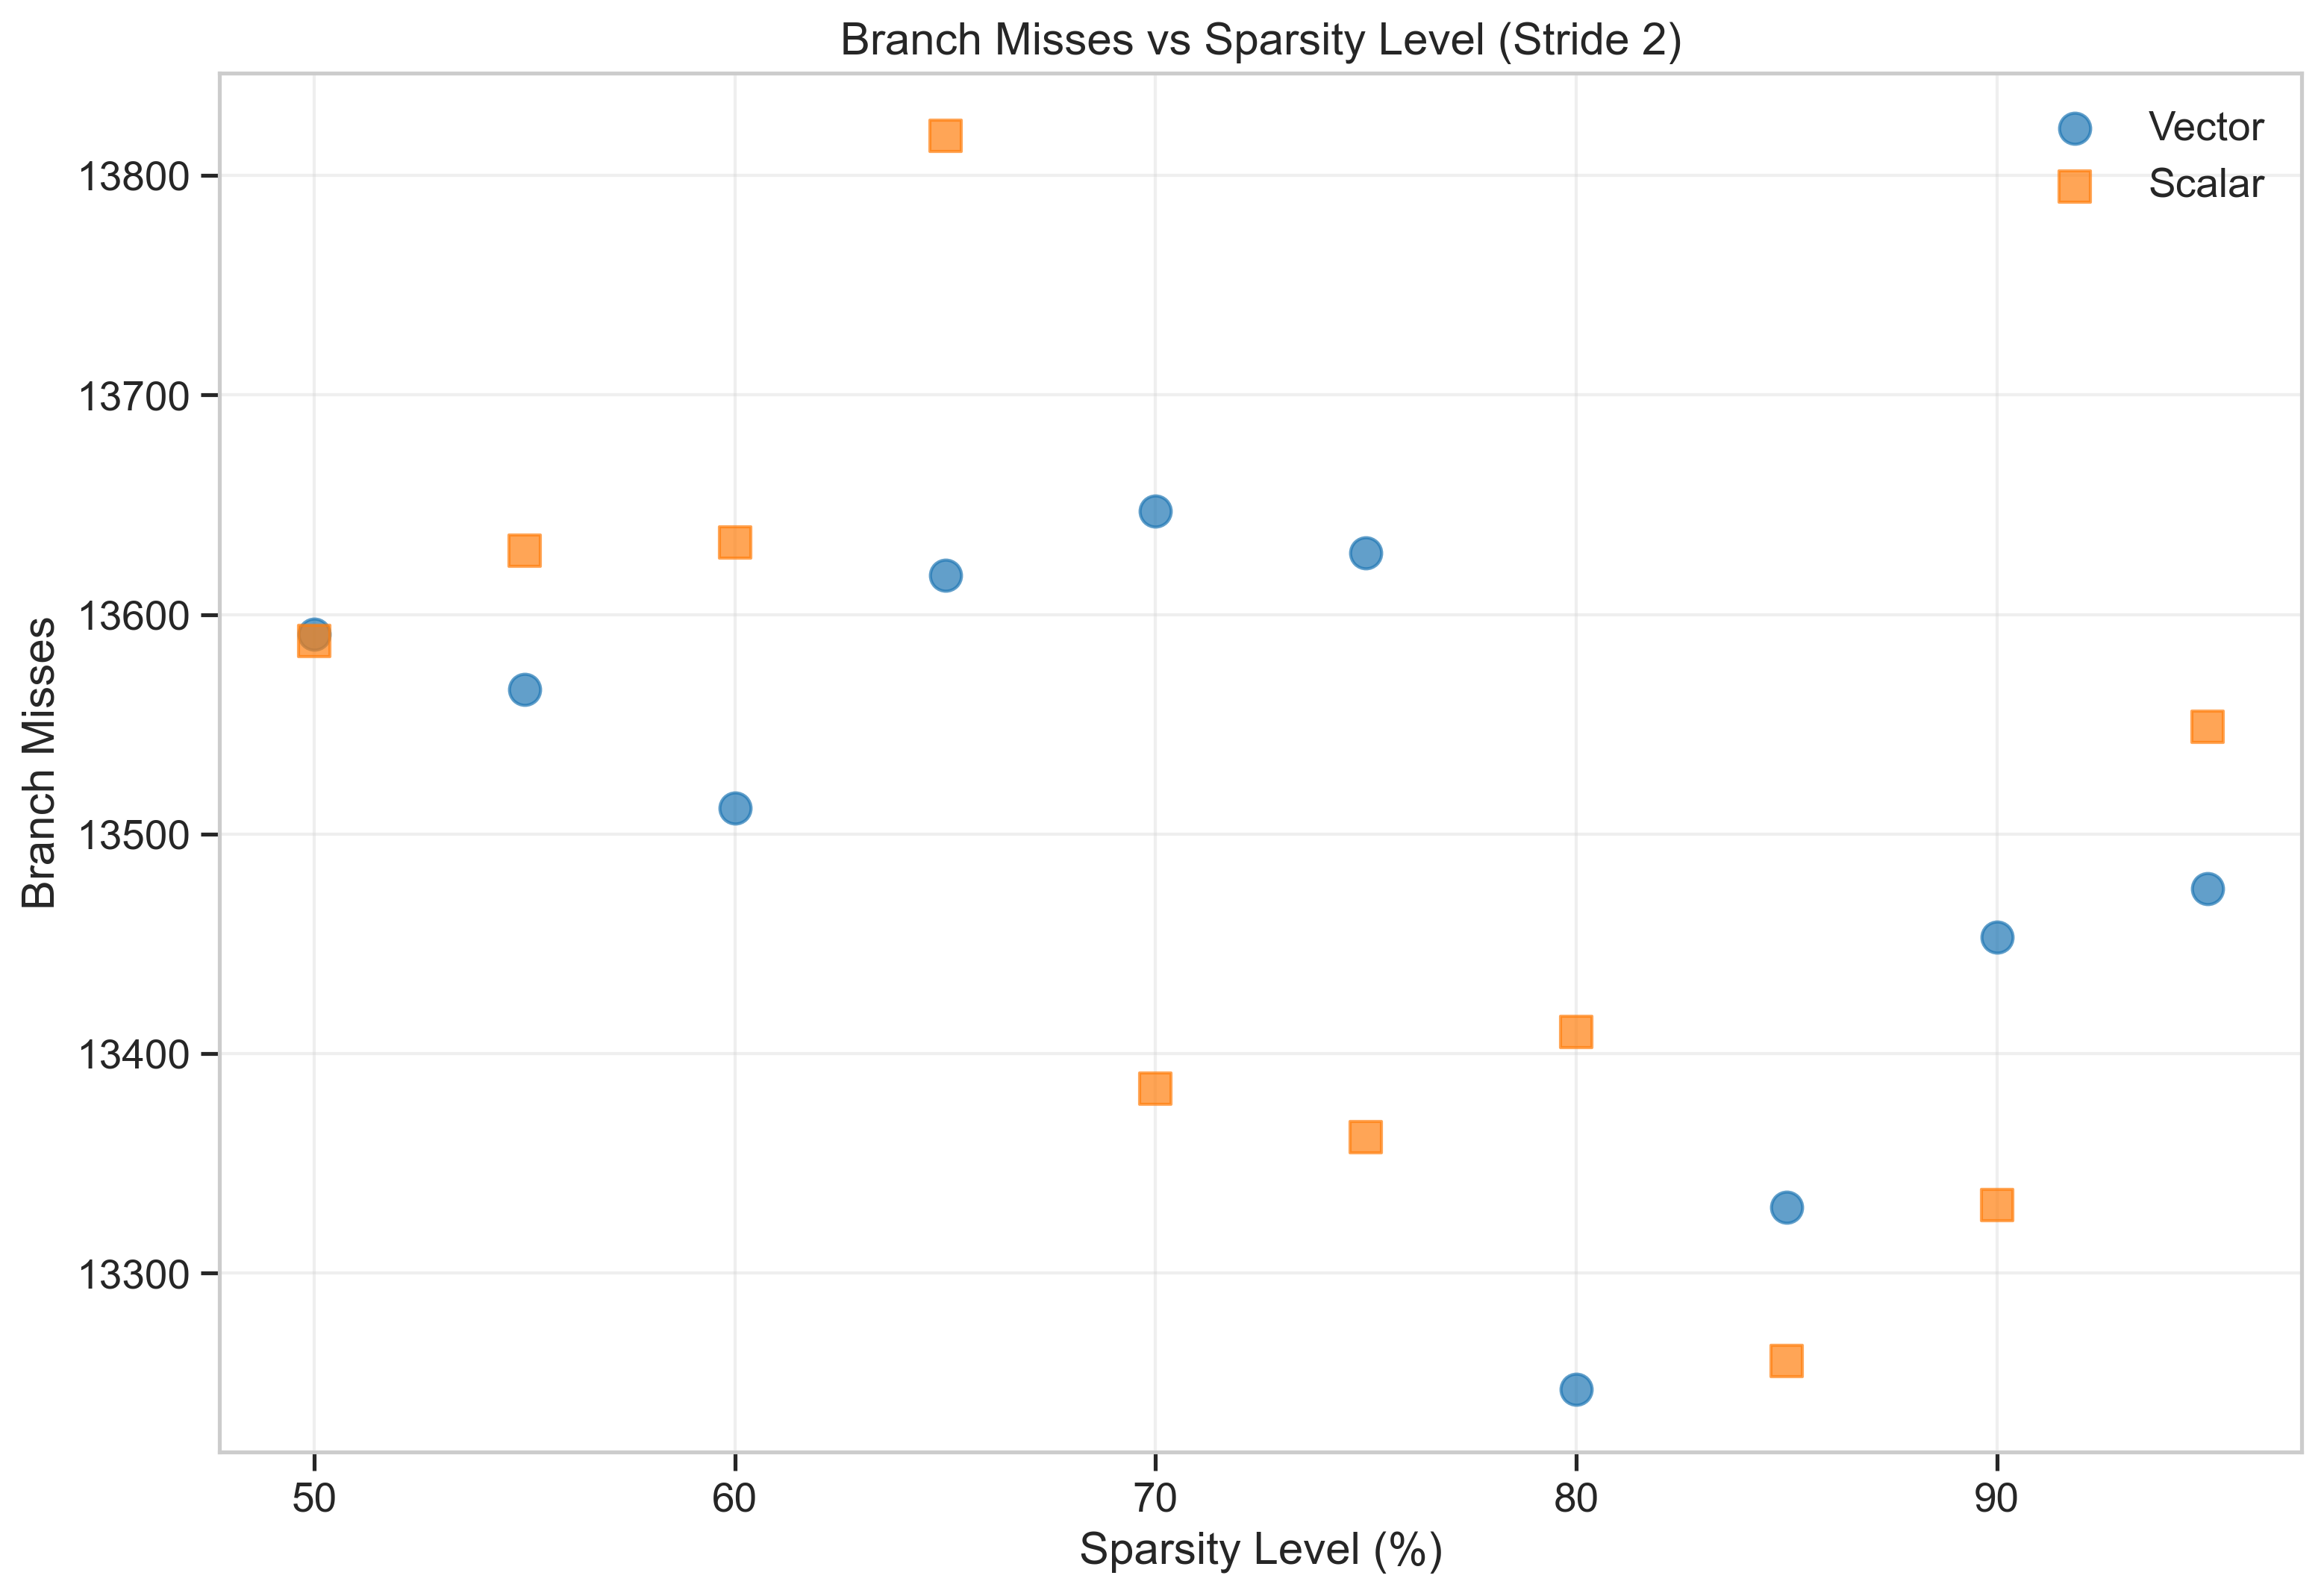 Branch Misses vs Sparsity Level (Stride 2)
Vector
Scalar
13800
13700
13600
13500
13400
13300
Branch Misses
50 60 70 80 90
Sparsity Level (%)